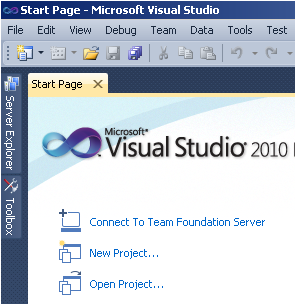 Start Page - Microsoft Visual Studio
File Edit View Debug Team Data Tools Test
Start Page
Server Explorer
Toolbox
Microsoft®
Visual Studio® 2010
Connect To Team Foundation Server
New Project...
Open Project...